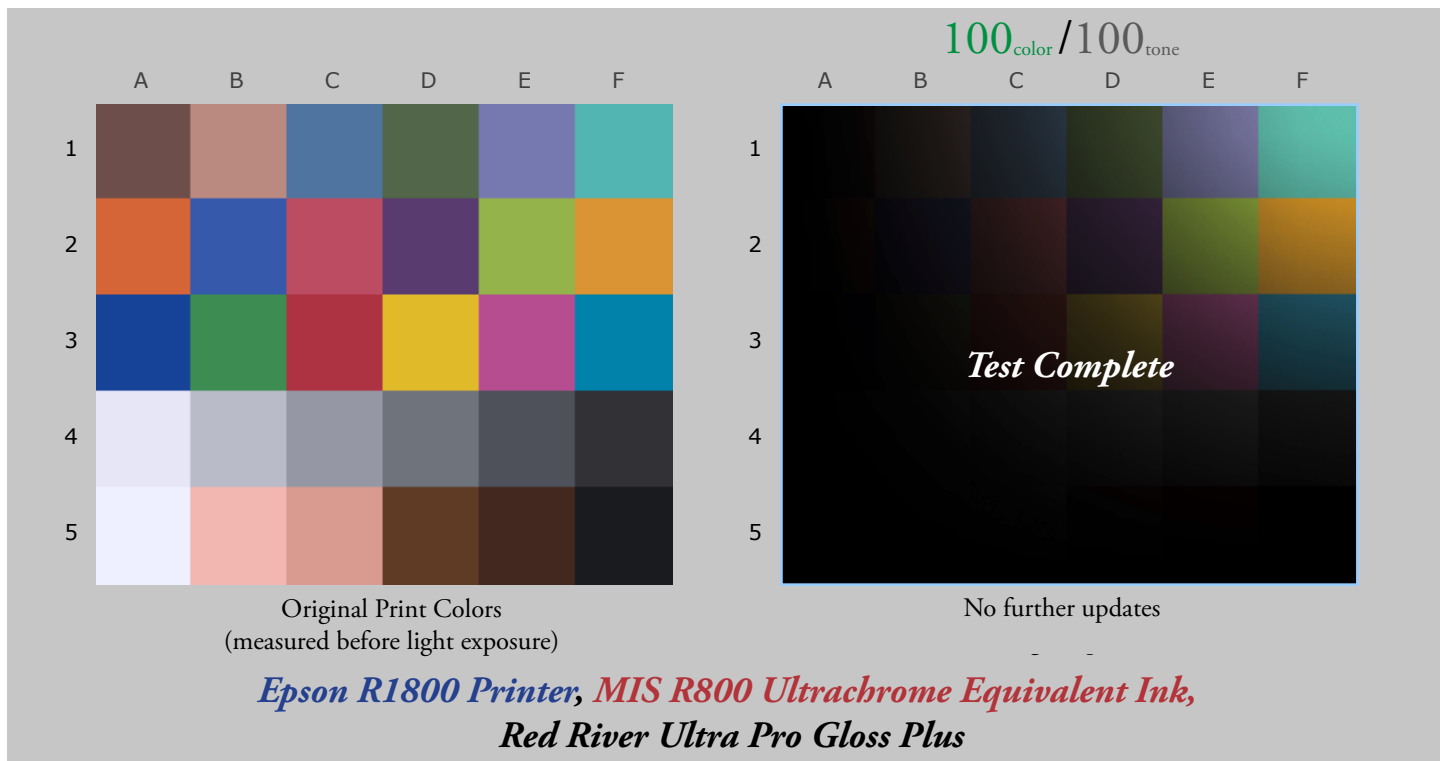 100color/100tone
A B C D E F
A B C D E F
1
1
2
2
3
3
Test Complete
4
4
5
5
Original Print Colors
(measured before light exposure)
No further updates
Epson R1800 Printer, MIS R800 Ultrachrome Equivalent Ink,
Red River Ultra Pro Gloss Plus